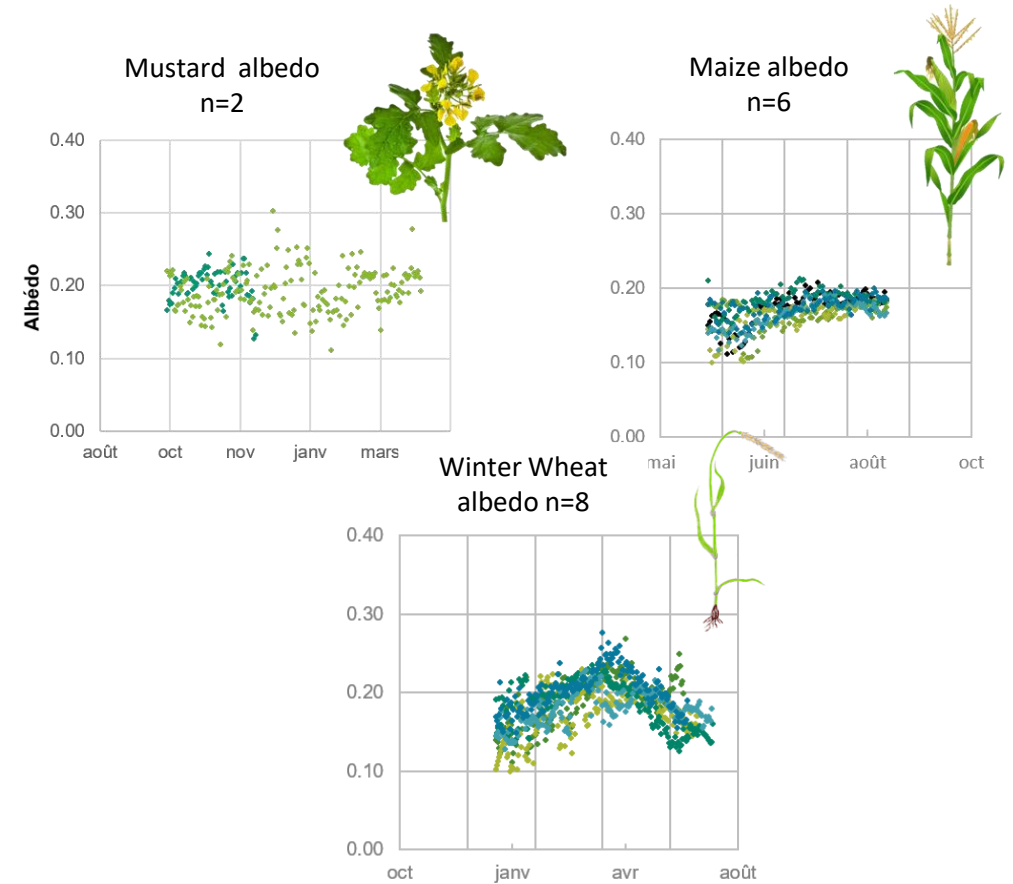 Mustard albedo
n=2
Maize albedo
n=6
0.40
0.30
0.20
0.10
0.00
Albédo
août
oct
nov
janv
mars
0.40
0.30
0.20
0.10
0.00
mai
juin
août
oct
Winter Wheat
albedo n=8
0.40
0.30
0.20
0.10
0.00
oct
janv
avr
août